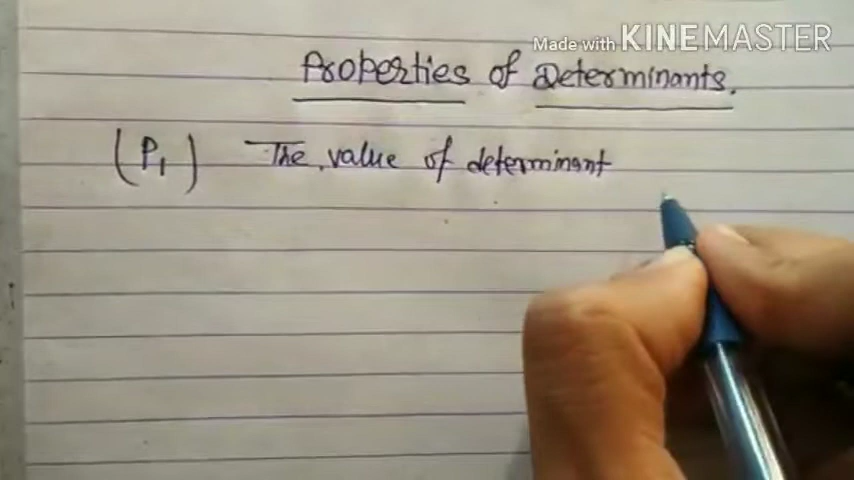 Made with KINEMASTER
Properties of Determinants.
(P1) The value of determinant